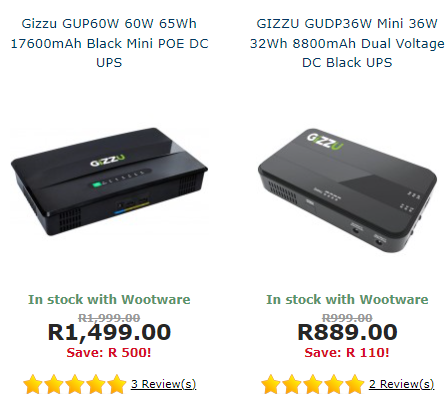 Gizzu GUP60W 60W 65Wh
17600mAh Black Mini POE DC
UPS
GIZZU
In stock with Wootware
R1,999.00
R1,499.00
Save: R 500!
3 Review(s)
GIZZU GUDP36W Mini 36W
32Wh 8800mAh Dual Voltage
DC Black UPS
GIZZU
In stock with Wootware
R999.00
R889.00
Save: R 110!
2 Review(s)